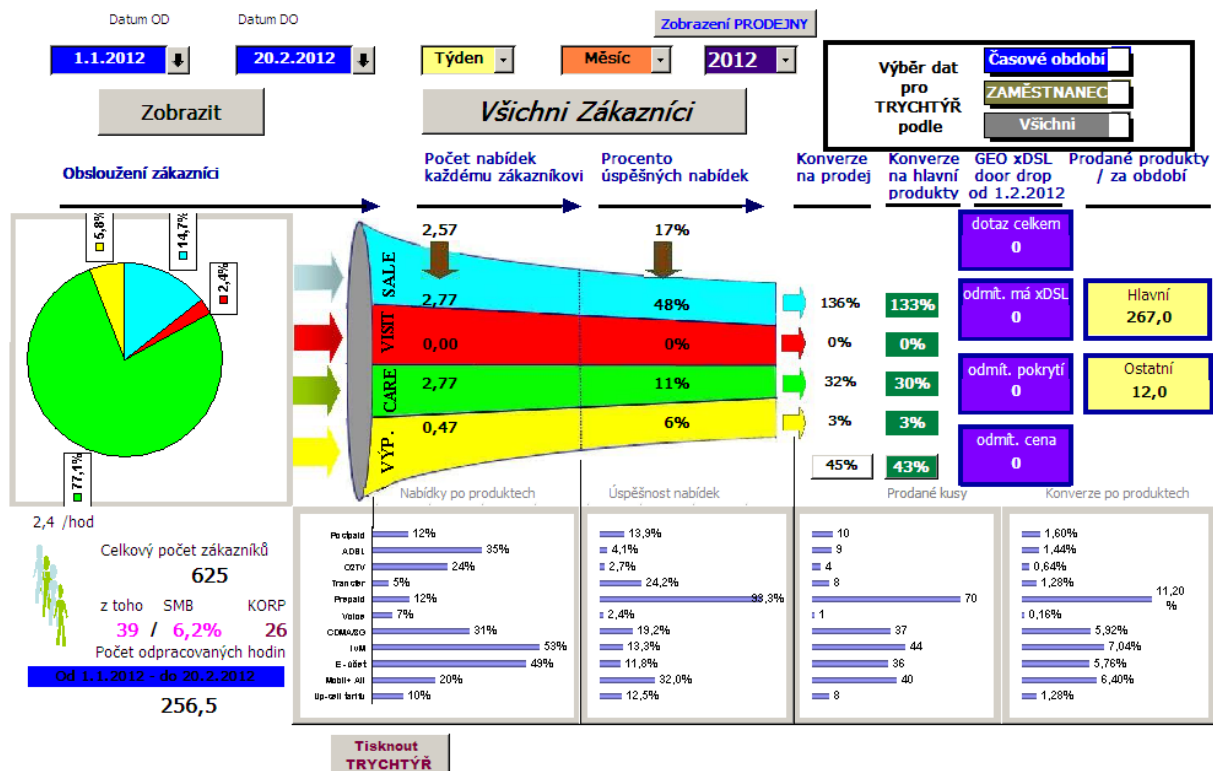 Datum OD
Datum DO
Zobrazení PRODEJNY
1.1.2012
20.2.2012
Týden
Měsíc
2012
Výběr dat
pro
TRYCHTÝŘ
podle
Časové období
ZAMĚSTNANEC
Všichni
Zobrazit
Všichni Zákazníci
Obsloužení zákazníci
Počet nabídek
každému zákazníkovi
Procento
úspěšných nabídek
Konverze
na prodej
Konverze
na hlavní
produkty
GEO xDSL
door drop
od 1.2.2012
Prodané produkty
/ za období
5,8%
14,7%
2,4%
77,1%
SALE
VISIT
CARE
VÝP.
2,57
17%
2,77
48%
0,00
0%
2,77
11%
0,47
6%
136%
133%
0%
0%
32%
30%
3%
3%
45%
43%
dotaz celkem
0
odmít. má xDSL
0
odmít. pokrytí
0
odmít. cena
0
Hlavní
267,0
Ostatní
12,0
2,4 /hod
Celkový počet zákazníků
625
z toho SMB KORP
39 / 6,2% 26
Počet odpracovaných hodin
Od 1.1.2012 - do 20.2.2012
256,5
Nabídky po produktech
Úspěšnost nabídek
Prodané kusy
Konverze po produktech
Postpaid 12% 13,9% 10 1,60%
ADSL 35% 4,1% 9 1,44%
O2TV 24% 2,7% 4 0,64%
Transfer 5% 24,2% 8 1,28%
Prepaid 12% 93,3% 70 11,20%
Voice 7% 2,4% 1 0,16%
CDMA/3G 31% 19,2% 37 5,92%
IvM 53% 13,3% 44 7,04%
E-účet 49% 11,8% 36 5,76%
20% 32,0% 40 6,40%
Up-sell tarifu 10% 12,5% 8 1,28%
Tisknout
TRYCHTÝŘ